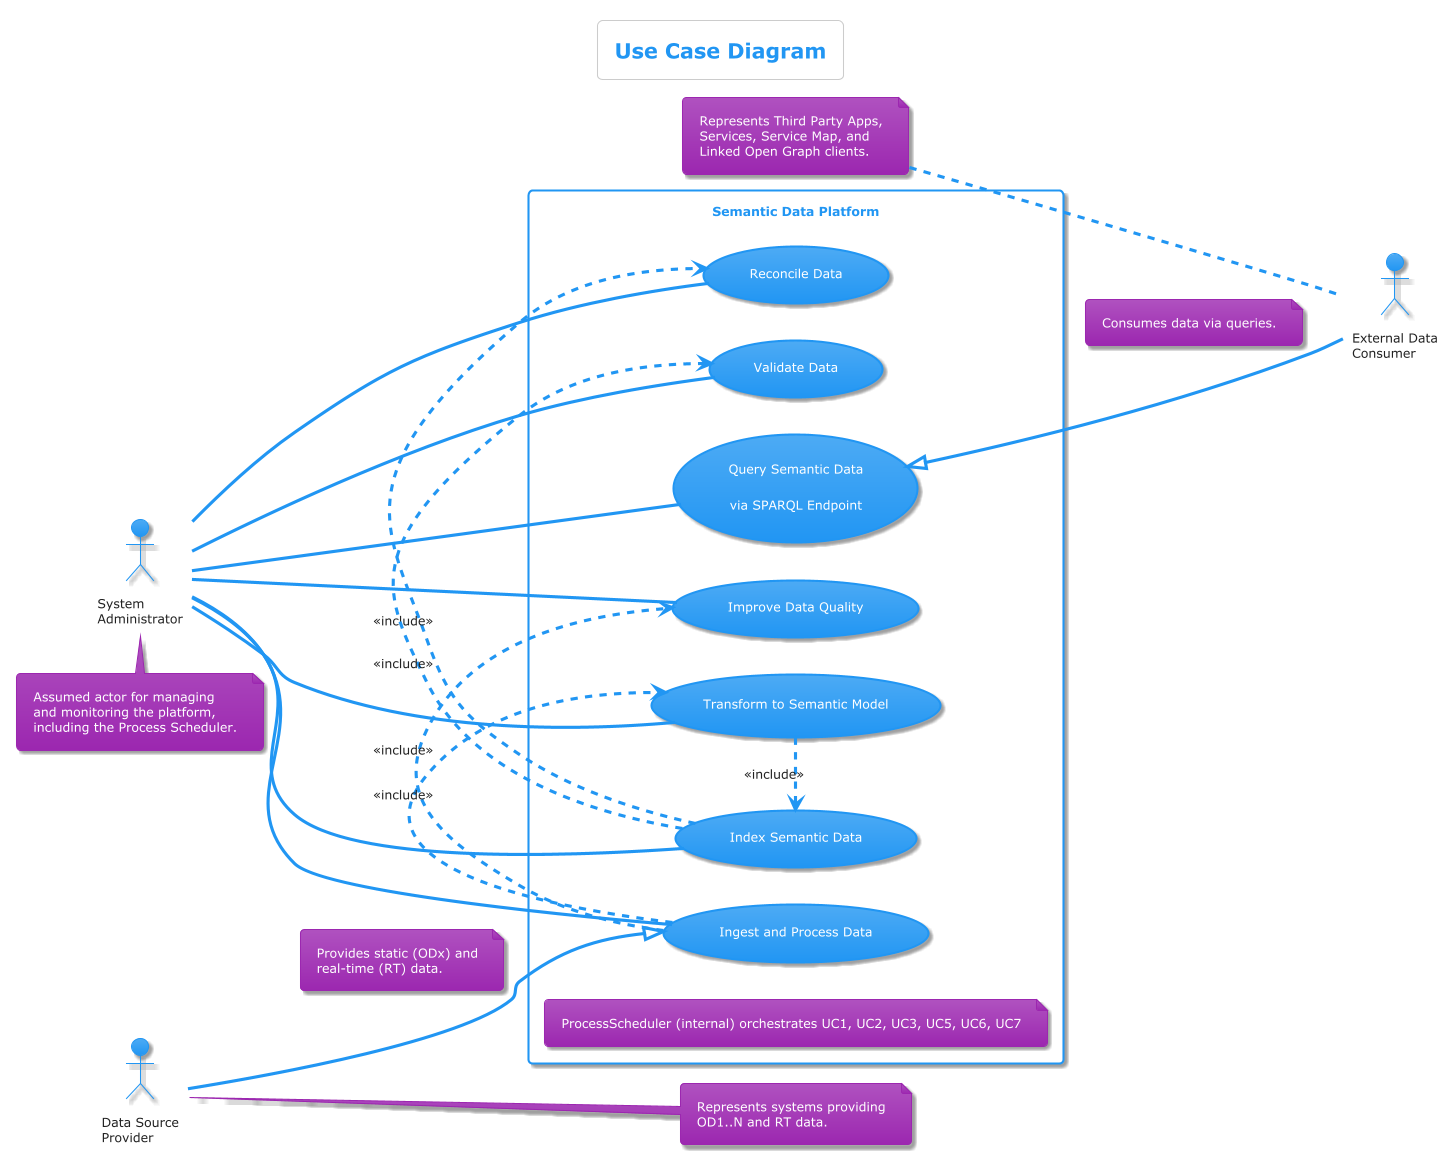 Use Case Diagram
Represents Third Party Apps,
Services, Service Map, and
Linked Open Graph clients.
Semantic Data Platform
Reconcile Data
External Data
Consumer
Consumes data via queries.
Validate Data
Query Semantic Data
via SPARQL Endpoint
System
Administrator
Improve Data Quality
«include»
«include»
Assumed actor for managing
and monitoring the platform,
including the Process Scheduler.
Transform to Semantic Model
«include»
«include»
«include»
Index Semantic Data
Ingest and Process Data
Provides static (ODx) and
real-time (RT) data.
ProcessScheduler (internal) orchestrates UC1, UC2, UC3, UC5, UC6, UC7
Data Source
Provider
Represents systems providing
OD1..N and RT data.